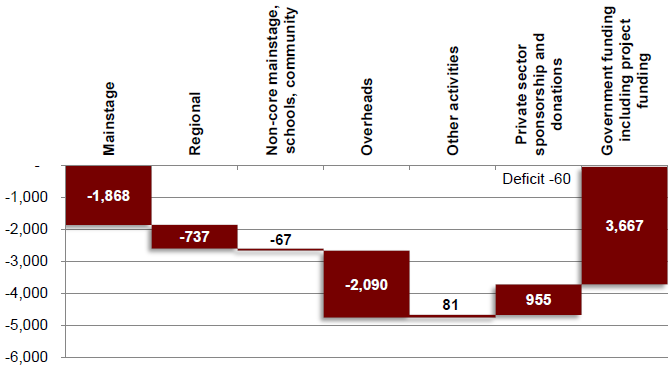 Mainstage
Regional
Non-core mainstage,
schools, community
Overheads
Other activities
Private sector
sponsorship and
donations
Government funding
including project
funding
-
-1,000
-2,000
-3,000
-4,000
-5,000
-6,000
-1,868
-737
-67
-2,090
81
955
Deficit -60
3,667